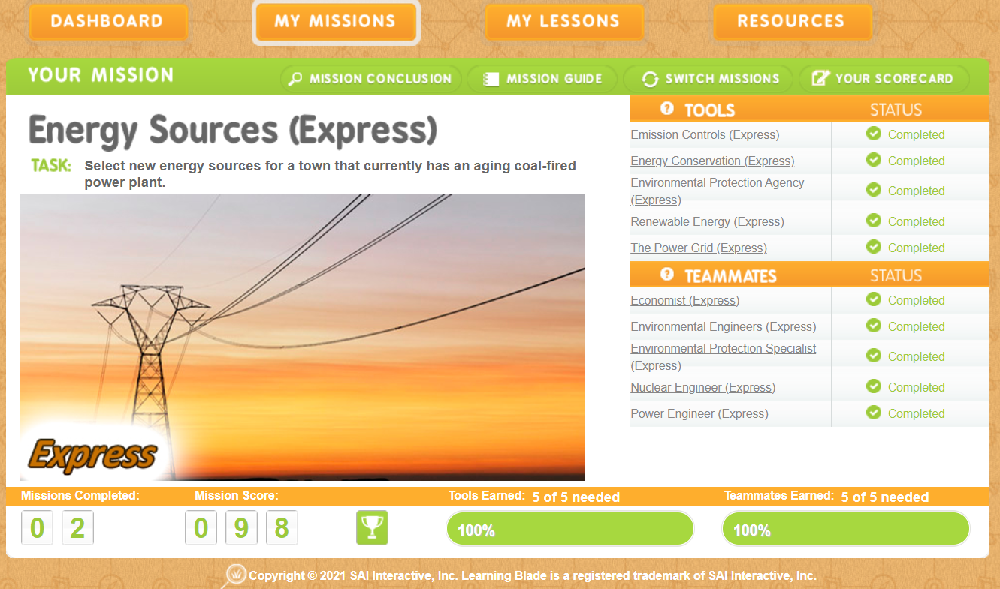 DASHBOARD
MY MISSIONS
MY LESSONS
RESOURCES
YOUR MISSION
MISSION CONCLUSION
MISSION GUIDE
SWITCH MISSIONS
YOUR SCORECARD
Energy Sources (Express)
TASK: Select new energy sources for a town that currently has an aging coal-fired
power plant.
Express
? TOOLS STATUS
Emission Controls (Express) Completed
Energy Conservation (Express) Completed
Environmental Protection Agency
(Express) Completed
Renewable Energy (Express) Completed
The Power Grid (Express) Completed
? TEAMMATES STATUS
Economist (Express) Completed
Environmental Engineers (Express) Completed
Environmental Protection Specialist
(Express) Completed
Nuclear Engineer (Express) Completed
Power Engineer (Express) Completed
Missions Completed: Mission Score: Tools Earned: 5 of 5 needed Teammates Earned: 5 of 5 needed
0 2 0 9 8 100% 100%
Copyright © 2021 SAI Interactive, Inc. Learning Blade is a registered trademark of SAI Interactive, Inc.